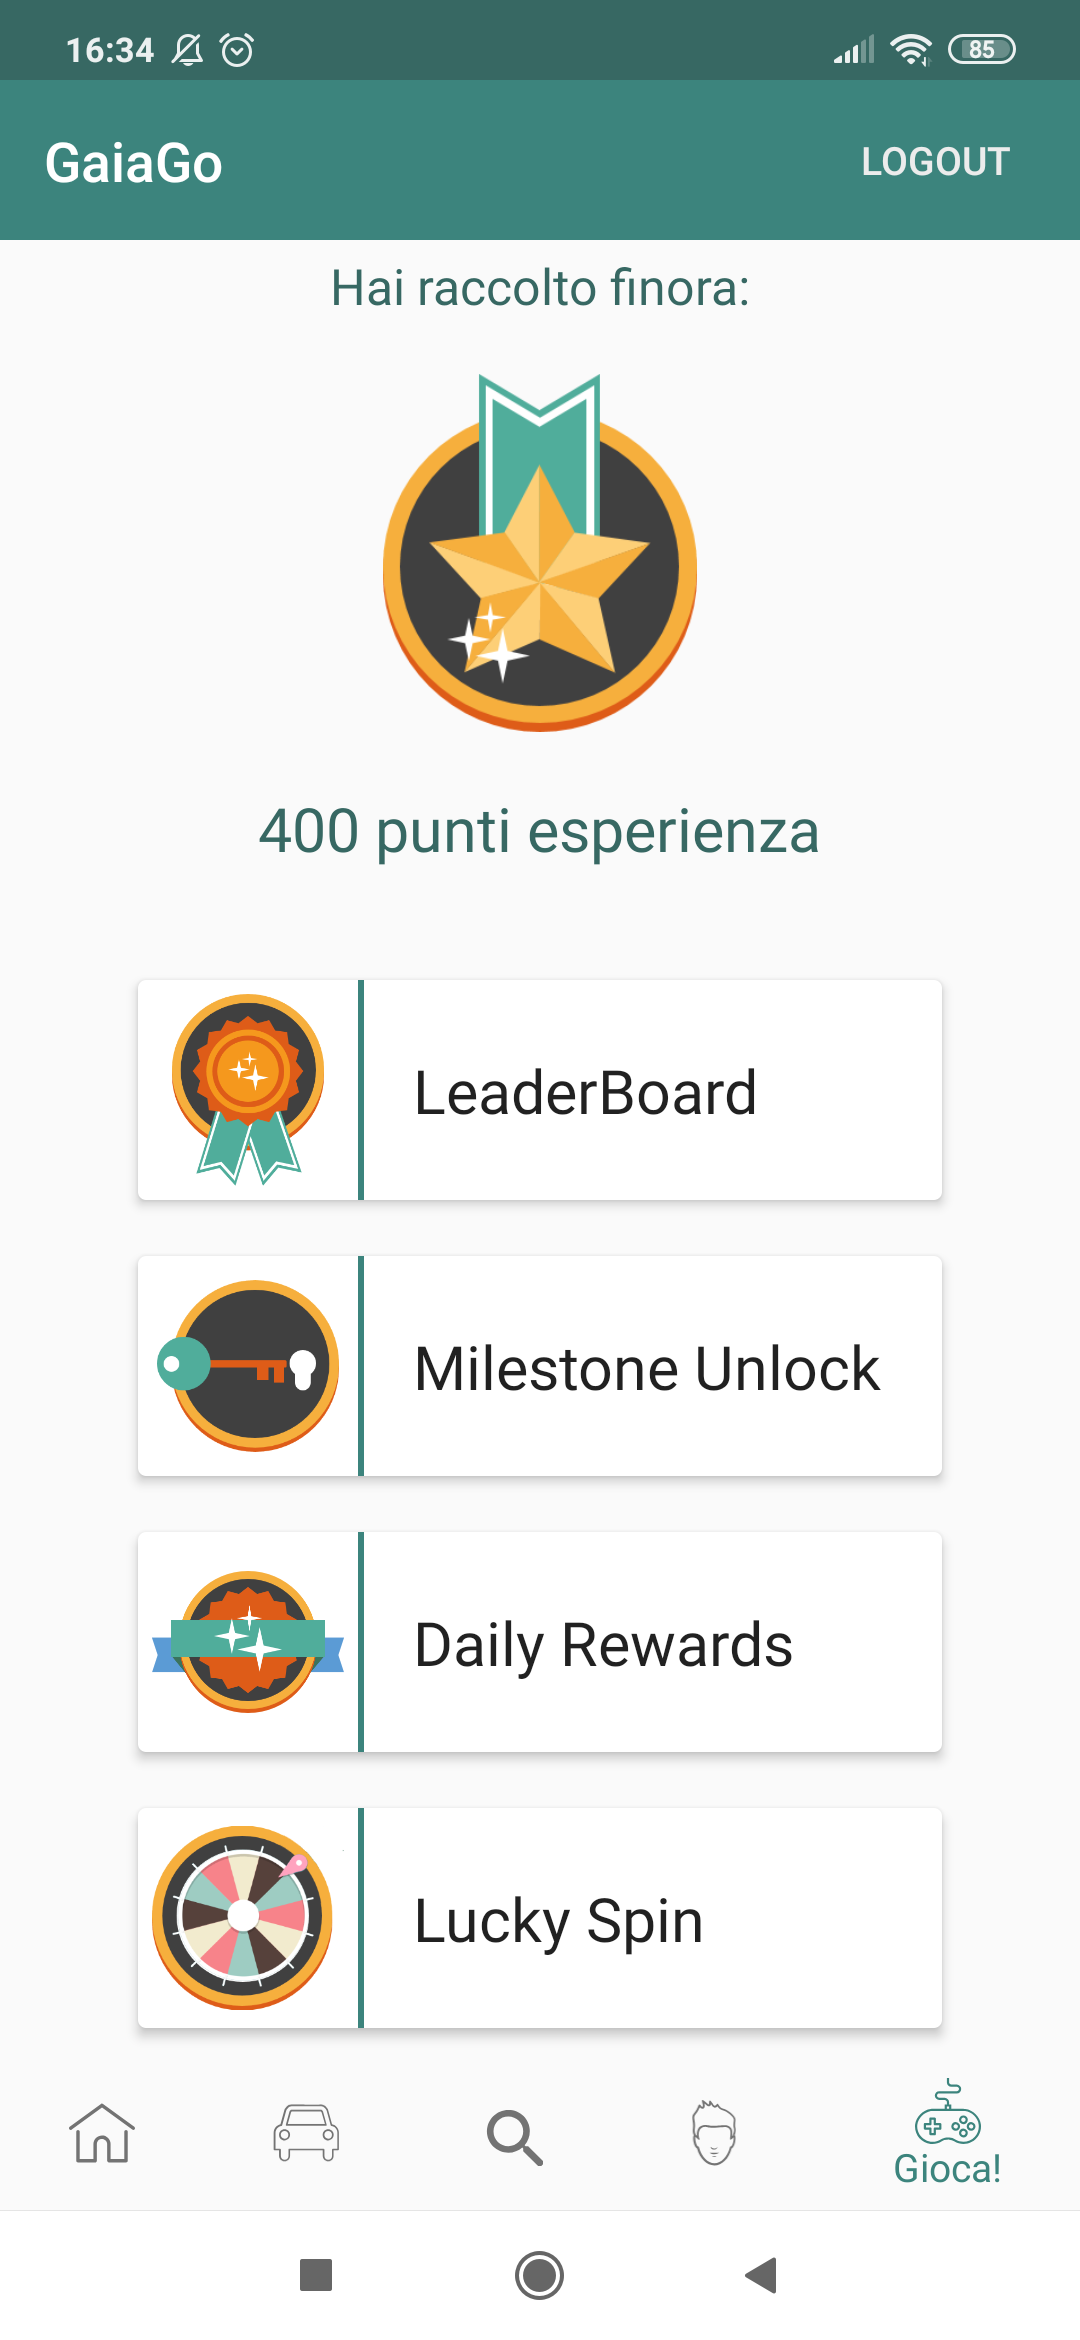 16:34
85
GaiaGo
LOGOUT
Hai raccolto finora:
400 punti esperienza
LeaderBoard
Milestone Unlock
Daily Rewards
Lucky Spin
Gioca!